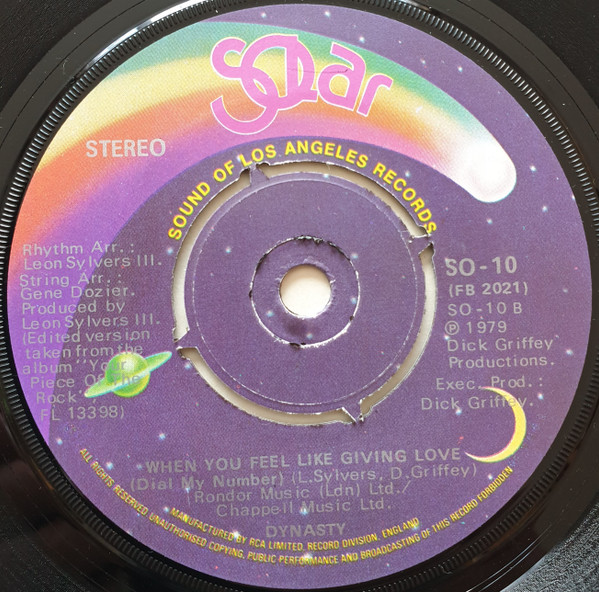 Solar
STEREO
SOUND OF LOS ANGELES RECORDS
Rhythm Arr. :
Leon Sylvers III.
String Arr. :
Gene Dozier.
Produced by
Leon Sylvers III.
(Edited version
taken from the
album "Your
Piece Of The
Rock"
FL 13398)
SO-10
(FB 2021)
SO-10 B
℗ 1979
Dick Griffey
Productions.
Exec. Prod. :
Dick Griffey.
WHEN YOU FEEL LIKE GIVING LOVE
(Dial My Number) (L.Sylvers, D.Griffey)
(Rondor Music (Ldn) Ltd./
Chappell Music Ltd.
DYNASTY
MANUFACTURED BY RCA LIMITED, RECORD DIVISION, ENGLAND
ALL RIGHTS RESERVED. UNAUTHORISED COPYING, PUBLIC PERFORMANCE AND BROADCASTING OF THIS RECORD FORBIDDEN